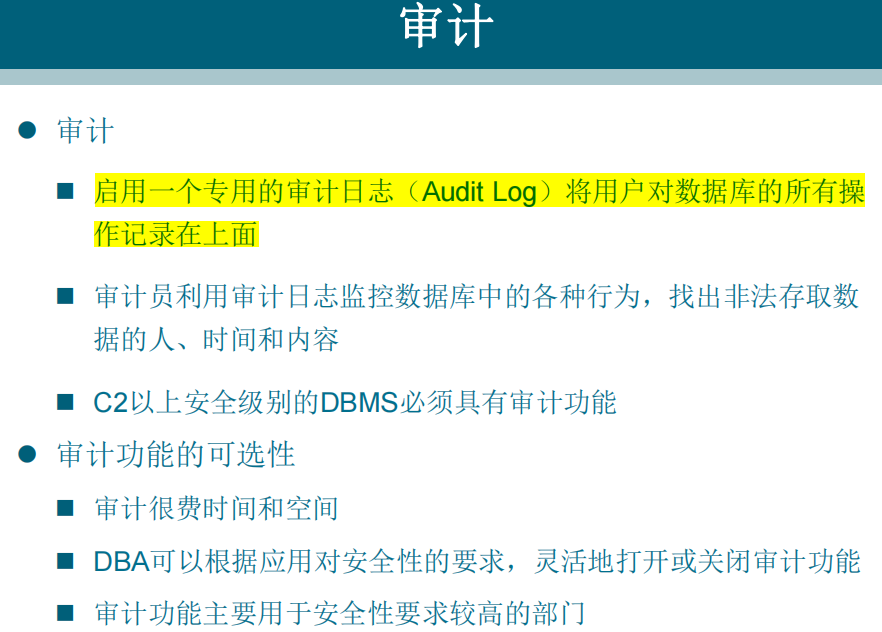 审计
审计
启用一个专用的审计日志（Audit Log）将用户对数据库的所有操
作记录在上面
审计员利用审计日志监控数据库中的各种行为，找出非法存取数
据的人、时间和内容
C2以上安全级别的DBMS必须具有审计功能
审计功能的可选性
审计很费时间和空间
DBA可以根据应用对安全性的要求，灵活地打开或关闭审计功能
审计功能主要用于安全性要求较高的部门